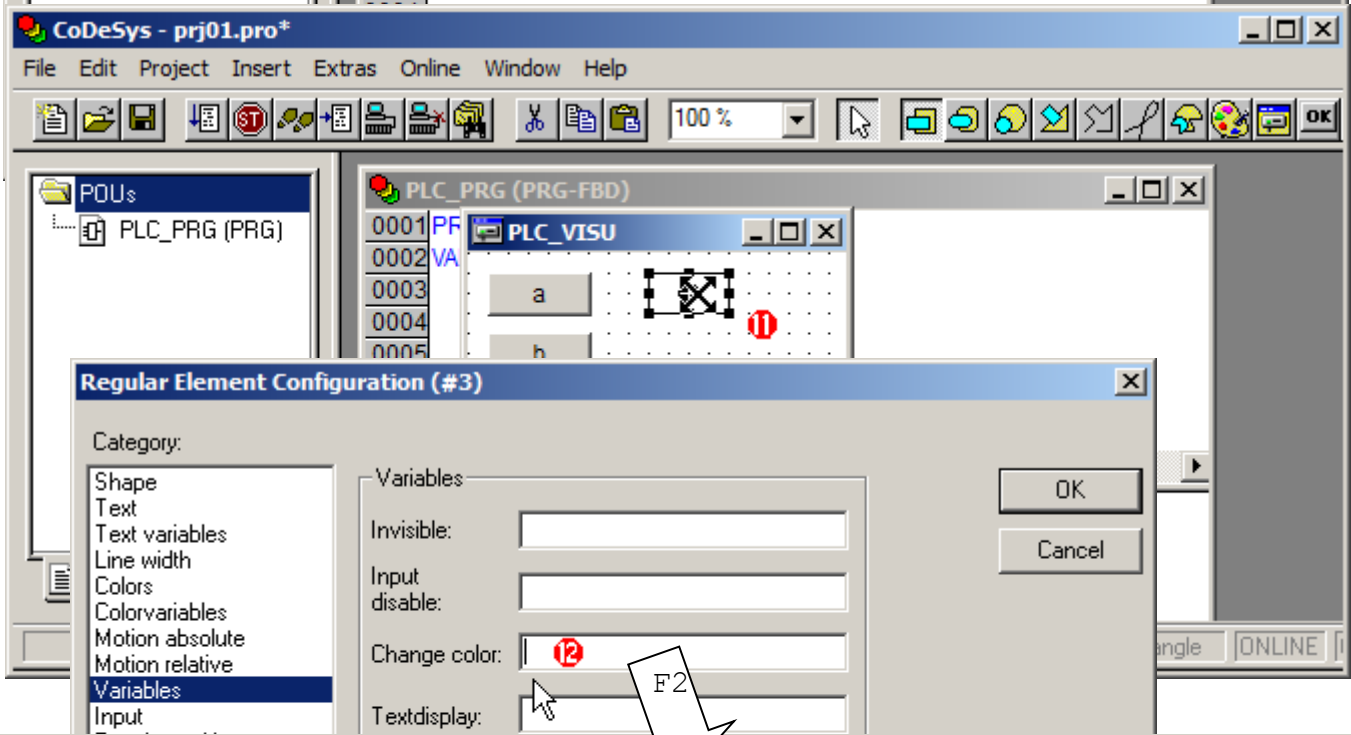 CoDeSys - prj01.pro*
File Edit Project Insert Extras Online Window Help
STOP 100 % OK
POUs
PLC_PRG (PRG)
PLC_PRG (PRG-FBD)
0001 PR
0002 VA
0003
0004
0005
PLC_VISU
a
b
11
Regular Element Configuration (#3)
Category:
Shape
Text
Text variables
Line width
Colors
Colorvariables
Motion absolute
Motion relative
Variables
Input
Variables
Invisible:
Input
disable:
Change color: 12
Textdisplay:
F2
OK
Cancel
angle ONLINE